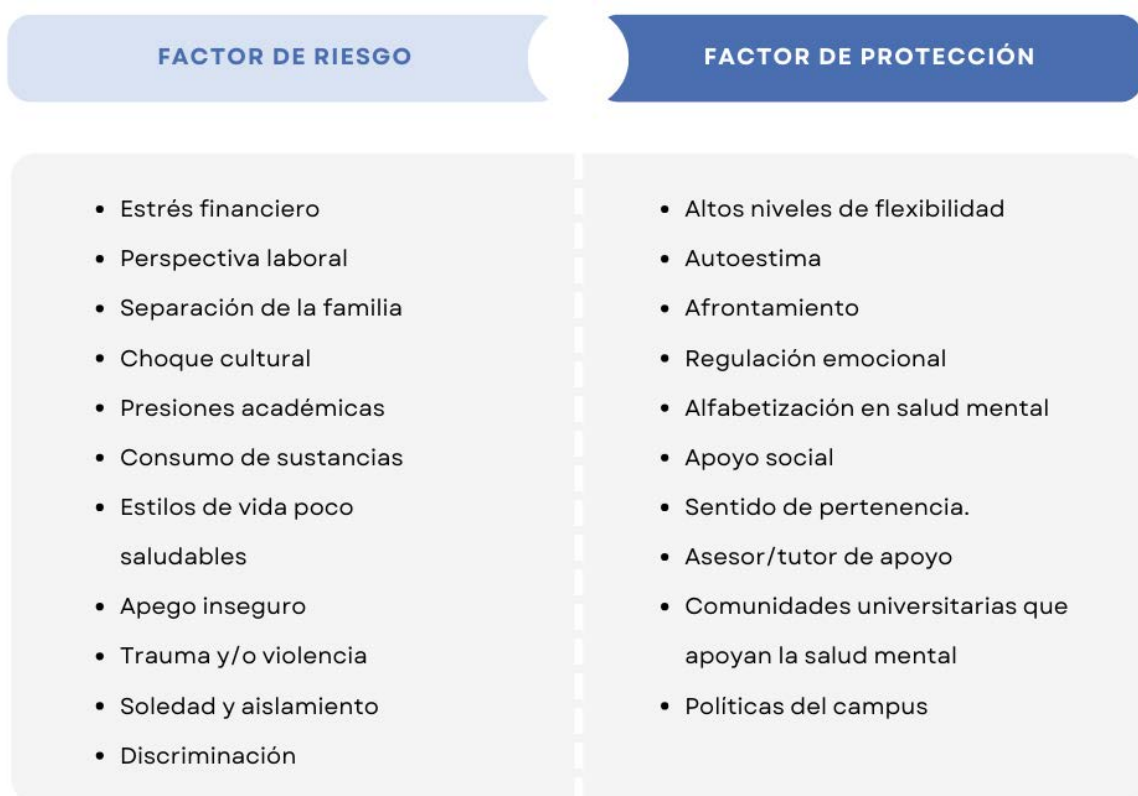 FACTOR DE RIESGO
FACTOR DE PROTECCIÓN
• Estrés financiero
• Perspectiva laboral
• Separación de la familia
• Choque cultural
• Presiones académicas
• Consumo de sustancias
• Estilos de vida poco
saludables
• Apego inseguro
• Trauma y/o violencia
• Soledad y aislamiento
• Discriminación
• Altos niveles de flexibilidad
• Autoestima
• Afrontamiento
• Regulación emocional
• Alfabetización en salud mental
• Apoyo social
• Sentido de pertenencia.
• Asesor/tutor de apoyo
• Comunidades universitarias que
apoyan la salud mental
• Políticas del campus